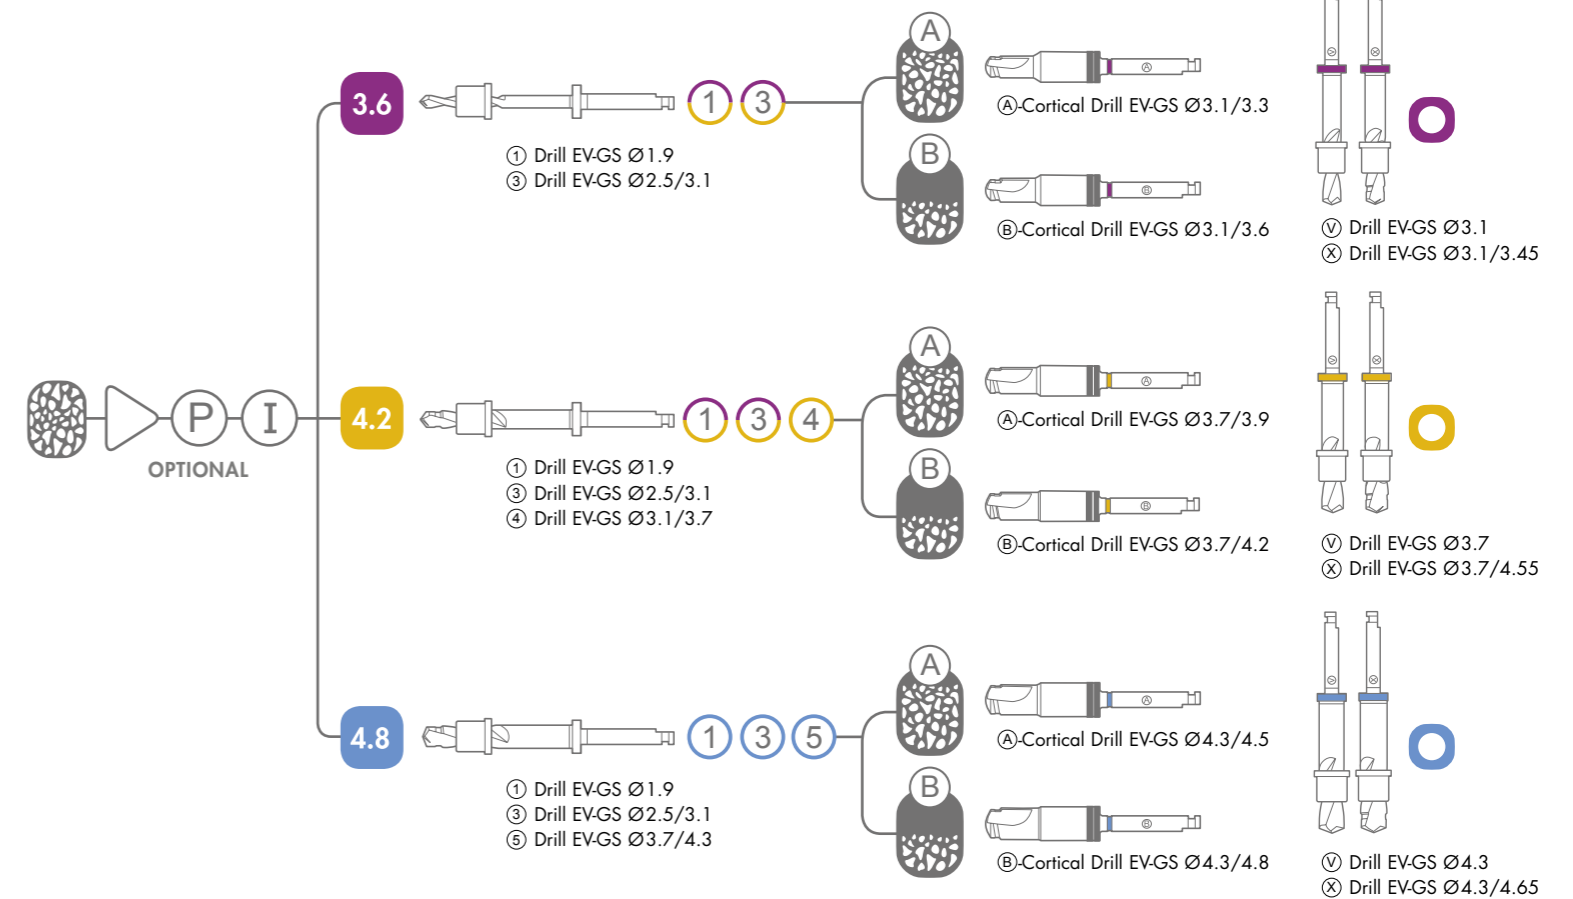 P
I
OPTIONAL
3.6
1 3
① Drill EV-GS Ø1.9
③ Drill EV-GS Ø2.5/3.1
A
Ⓐ
Ⓐ-Cortical Drill EV-GS Ø3.1/3.3
B
Ⓑ
Ⓑ-Cortical Drill EV-GS Ø3.1/3.6
Ⓥ Ⓧ
Ⓥ Drill EV-GS Ø3.1
Ⓧ Drill EV-GS Ø3.1/3.45
4.2
1 3 4
① Drill EV-GS Ø1.9
③ Drill EV-GS Ø2.5/3.1
④ Drill EV-GS Ø3.1/3.7
A
Ⓐ
Ⓐ-Cortical Drill EV-GS Ø3.7/3.9
B
Ⓑ
Ⓑ-Cortical Drill EV-GS Ø3.7/4.2
Ⓥ Ⓧ
Ⓥ Drill EV-GS Ø3.7
Ⓧ Drill EV-GS Ø3.7/4.55
4.8
1 3 5
① Drill EV-GS Ø1.9
③ Drill EV-GS Ø2.5/3.1
⑤ Drill EV-GS Ø3.7/4.3
A
Ⓐ
Ⓐ-Cortical Drill EV-GS Ø4.3/4.5
B
Ⓑ
Ⓑ-Cortical Drill EV-GS Ø4.3/4.8
Ⓥ Ⓧ
Ⓥ Drill EV-GS Ø4.3
Ⓧ Drill EV-GS Ø4.3/4.65